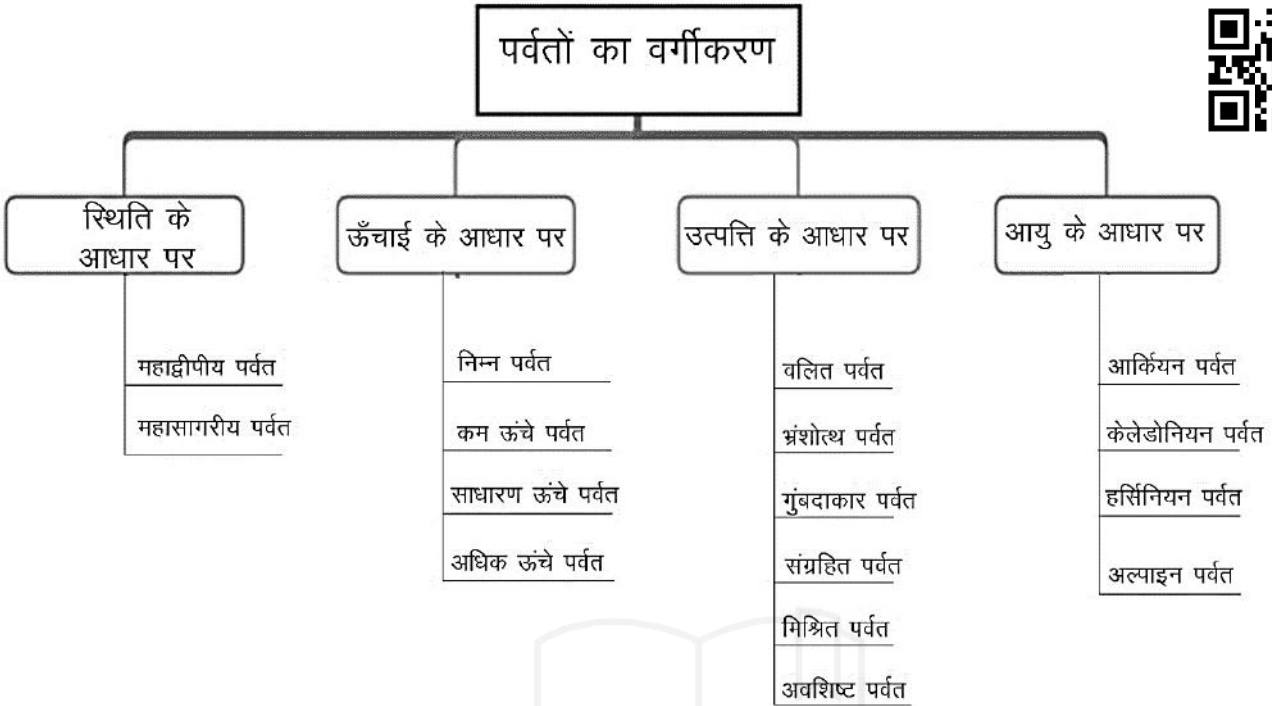 पर्वतों का वर्गीकरण
स्थिति के
आधार पर
महाद्वीपीय पर्वत
महासागरीय पर्वत
ऊँचाई के आधार पर
निम्न पर्वत
कम ऊंचे पर्वत
साधारण ऊंचे पर्वत
अधिक ऊंचे पर्वत
उत्पत्ति के आधार पर
वलित पर्वत
भ्रंशोत्थ पर्वत
गुंबदाकार पर्वत
संग्रहित पर्वत
मिश्रित पर्वत
अवशिष्ट पर्वत
आयु के आधार पर
आर्कियन पर्वत
केलेडोनियन पर्वत
हर्सिनियन पर्वत
अल्पाइन पर्वत